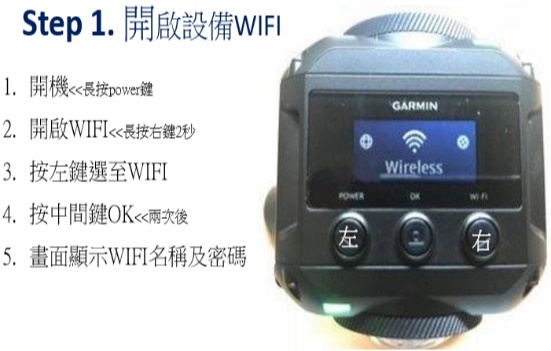 Step 1. 開啟設備WIFI
1. 開機<<長按power鍵
2. 開啟WIFI<<長按右鍵2秒
3. 按左鍵選至WIFI
4. 按中間鍵OK<<兩次後
5. 畫面顯示WIFI名稱及密碼
GARMIN
Wireless
POWER OK Wi-Fi
左 右